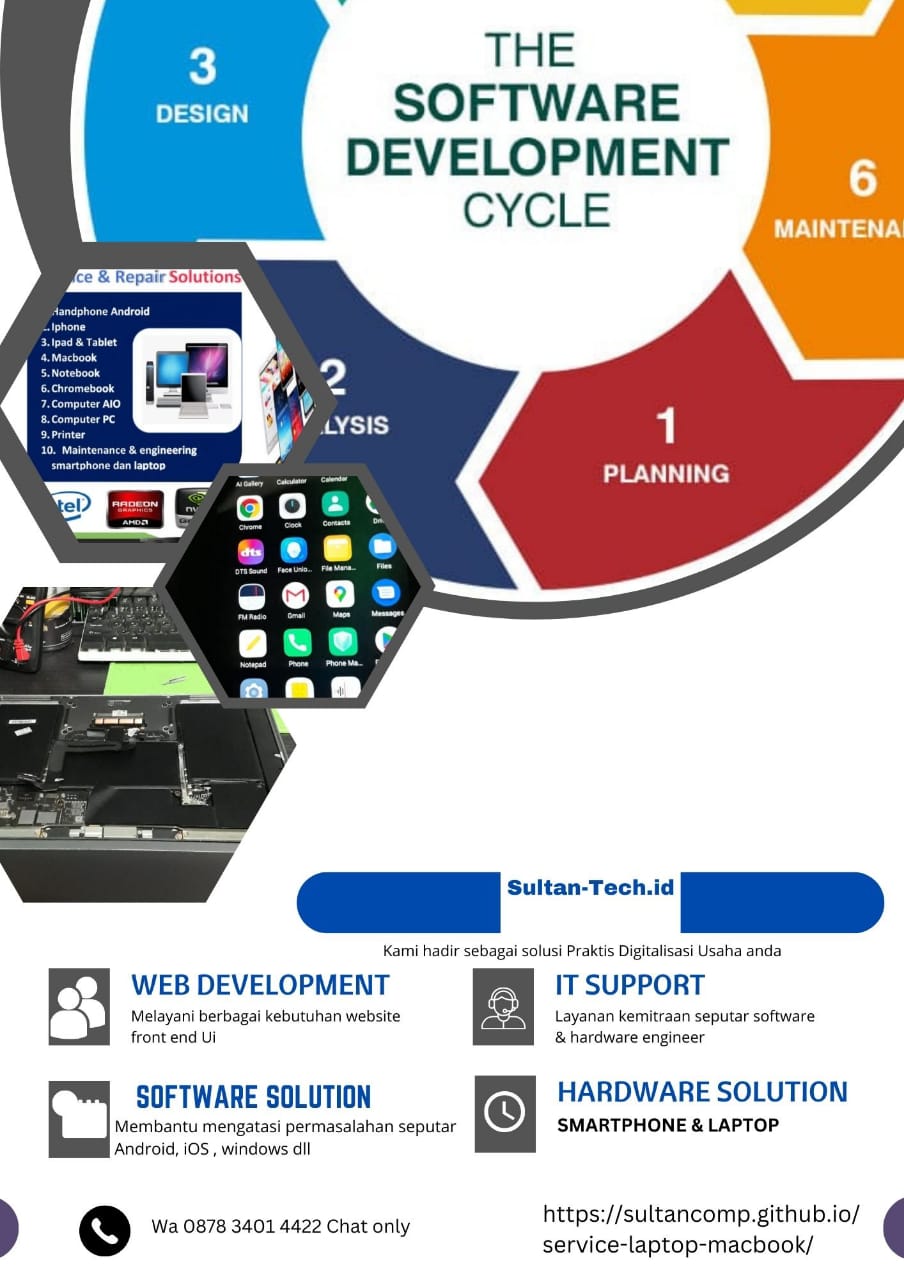 THE
SOFTWARE
DEVELOPMENT
CYCLE
3
DESIGN
6
MAINTENA
2
LYSIS
1
PLANNING
ce & Repair Solutions
Handphone Android
Iphone
3. Ipad & Tablet
4. Macbook
5. Notebook
6. Chromebook
7. Computer AIO
8. Computer PC
9. Printer
10. Maintenance & engineering
smartphone dan laptop
tel
RADEON
GRAPHICS
AMD
AI Gallery Calculator Calendar
Chrome Clock Contacts
dts
DTS Sound Face Unio... File Mana... Files
FM Radio Gmail Maps Messages
Notepad Phone Phone Ma...
Sultan-Tech.id
Kami hadir sebagai solusi Praktis Digitalisasi Usaha anda
WEB DEVELOPMENT
Melayani berbagai kebutuhan website
front end Ui
IT SUPPORT
Layanan kemitraan seputar software
& hardware engineer
SOFTWARE SOLUTION
Membantu mengatasi permasalahan seputar
Android, iOS , windows dll
HARDWARE SOLUTION
SMARTPHONE & LAPTOP
Wa 0878 3401 4422 Chat only
https://sultancomp.github.io/
service-laptop-macbook/